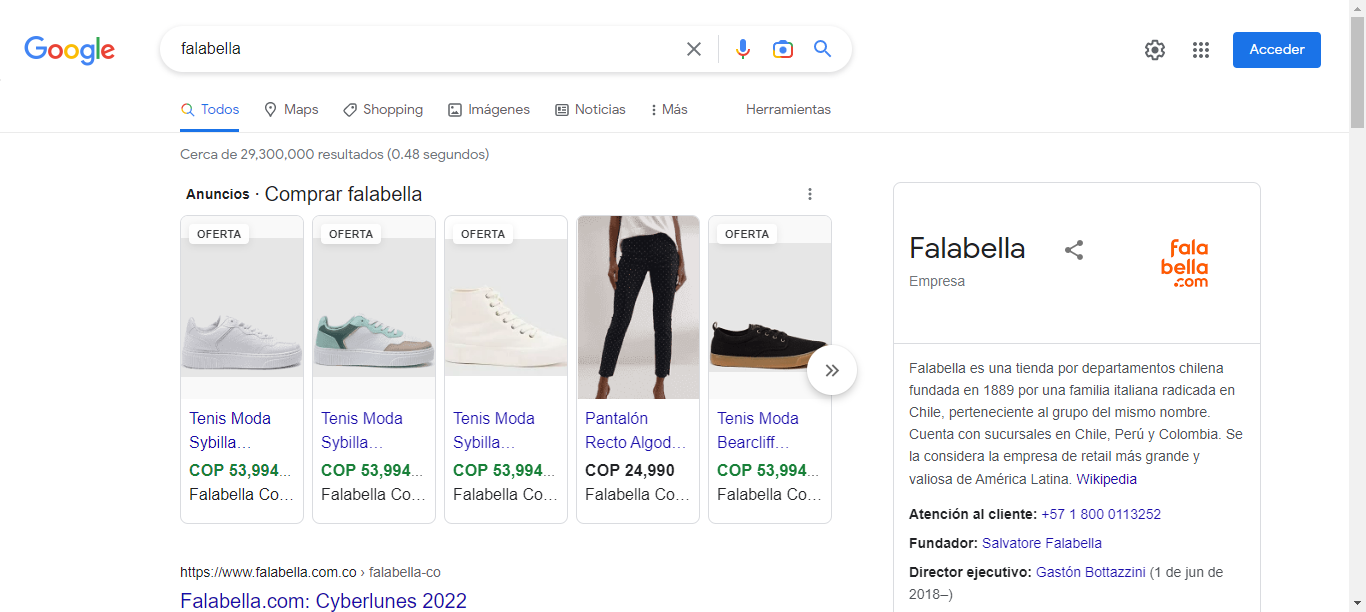 Google
falabella
Acceder
Todos
Maps
Shopping
Imágenes
Noticias
Más
Herramientas
Cerca de 29,300,000 resultados (0.48 segundos)
Anuncios · Comprar falabella
OFERTA
Tenis Moda
Sybilla…
COP 53,994...
Falabella Co…
OFERTA
Tenis Moda
Sybilla…
COP 53,994...
Falabella Co…
OFERTA
Tenis Moda
Sybilla…
COP 53,994...
Falabella Co…
Pantalón
Recto Algod…
COP 24,990
Falabella Co…
OFERTA
Tenis Moda
Bearcliff…
COP 53,994...
Falabella Co…
https://www.falabella.com.co › falabella-co
Falabella.com: Cyberlunes 2022
Falabella
Empresa
fala
bella
.com
Falabella es una tienda por departamentos chilena
fundada en 1889 por una familia italiana radicada en
Chile, perteneciente al grupo del mismo nombre.
Cuenta con sucursales en Chile, Perú y Colombia. Se
la considera la empresa de retail más grande y
valiosa de América Latina. Wikipedia
Atención al cliente: +57 1 800 0113252
Fundador: Salvatore Falabella
Director ejecutivo: Gastón Bottazzini (1 de jun de
2018–)